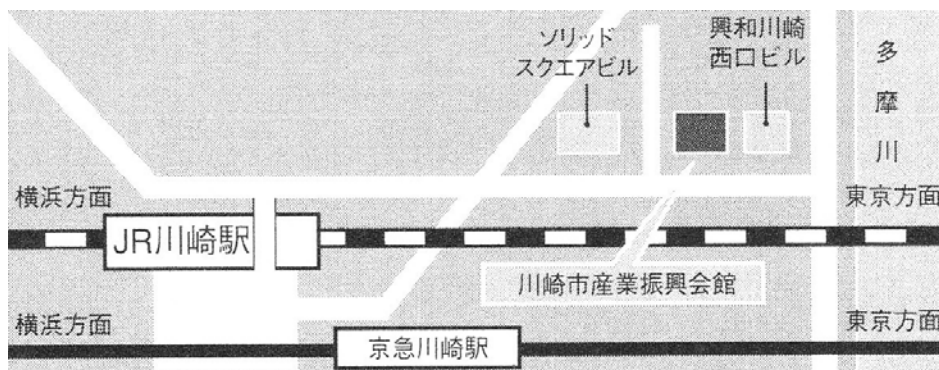 ソリッド
スクエアビル
興和川崎
西口ビル
多摩川
横浜方面
東京方面
JR川崎駅
川崎市産業振興会館
横浜方面
東京方面
京急川崎駅